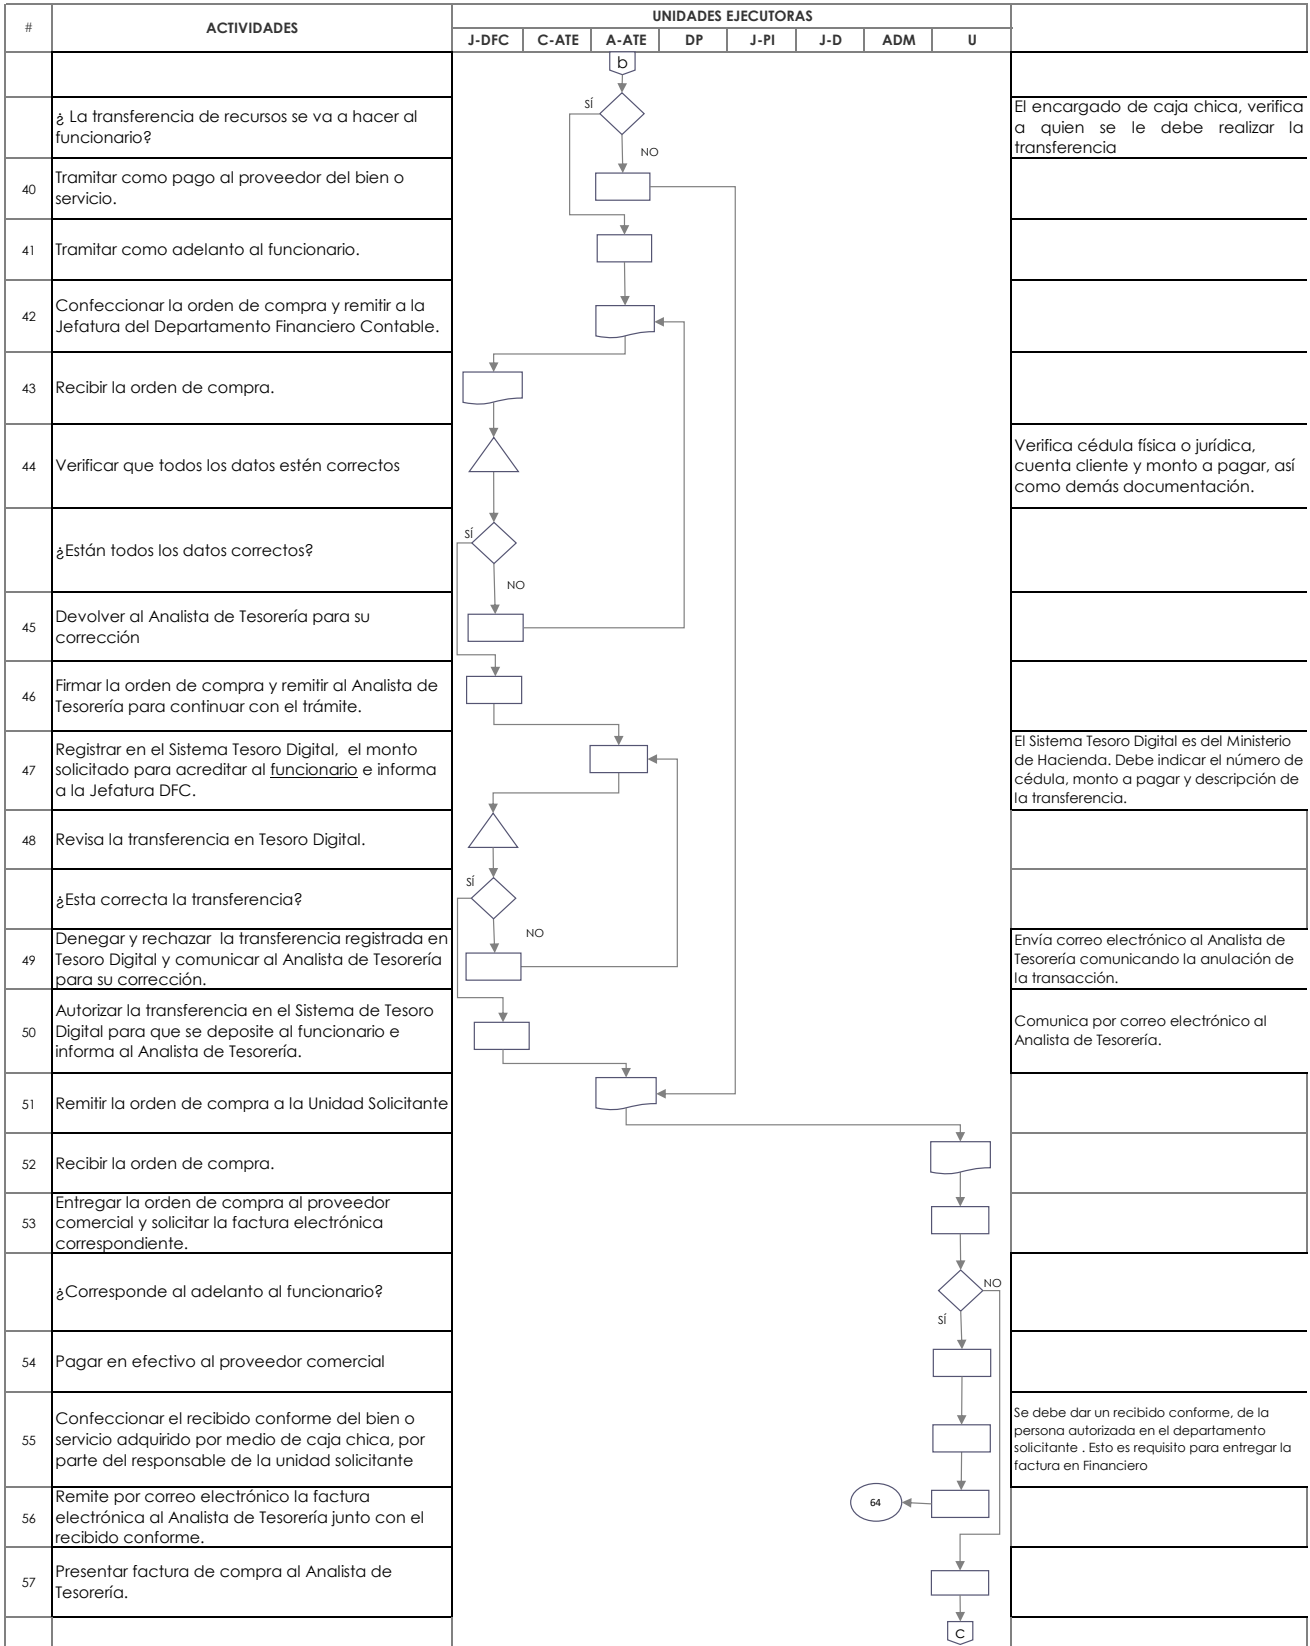 #
ACTIVIDADES
UNIDADES EJECUTORAS
J-DFC C-ATE A-ATE DP J-PI J-D ADM U
b
¿ La transferencia de recursos se va a hacer al
funcionario?
SÍ
NO
El encargado de caja chica, verifica
a quien se le debe realizar la
transferencia
40
Tramitar como pago al proveedor del bien o
servicio.
41
Tramitar como adelanto al funcionario.
42
Confeccionar la orden de compra y remitir a la
Jefatura del Departamento Financiero Contable.
43
Recibir la orden de compra.
44
Verificar que todos los datos estén correctos
Verifica cédula física o jurídica,
cuenta cliente y monto a pagar, así
como demás documentación.
¿Están todos los datos correctos?
SÍ
NO
45
Devolver al Analista de Tesorería para su
corrección
46
Firmar la orden de compra y remitir al Analista de
Tesorería para continuar con el trámite.
47
Registrar en el Sistema Tesoro Digital, el monto
solicitado para acreditar al funcionario e informa
a la Jefatura DFC.
El Sistema Tesoro Digital es del Ministerio
de Hacienda. Debe indicar el número de
cédula, monto a pagar y descripción de
la transferencia.
48
Revisa la transferencia en Tesoro Digital.
¿Esta correcta la transferencia?
SÍ
NO
49
Denegar y rechazar la transferencia registrada en
Tesoro Digital y comunicar al Analista de Tesorería
para su corrección.
Envía correo electrónico al Analista de
Tesorería comunicando la anulación de
la transacción.
50
Autorizar la transferencia en el Sistema de Tesoro
Digital para que se deposite al funcionario e
informa al Analista de Tesorería.
Comunica por correo electrónico al
Analista de Tesorería.
51
Remitir la orden de compra a la Unidad Solicitante
52
Recibir la orden de compra.
53
Entregar la orden de compra al proveedor
comercial y solicitar la factura electrónica
correspondiente.
¿Corresponde al adelanto al funcionario?
NO
SÍ
54
Pagar en efectivo al proveedor comercial
55
Confeccionar el recibido conforme del bien o
servicio adquirido por medio de caja chica, por
parte del responsable de la unidad solicitante
Se debe dar un recibido conforme, de la
persona autorizada en el departamento
solicitante . Esto es requisito para entregar la
factura en Financiero
56
Remite por correo electrónico la factura
electrónica al Analista de Tesorería junto con el
recibido conforme.
64
57
Presentar factura de compra al Analista de
Tesorería.
C